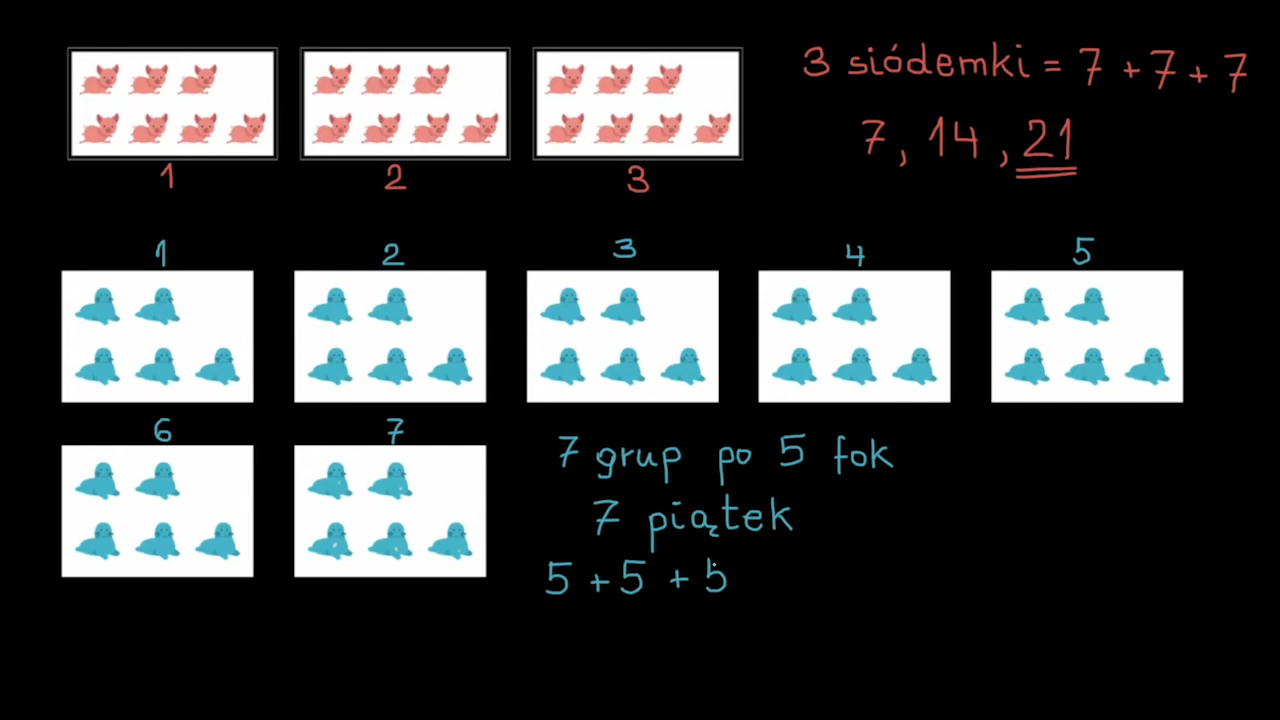 3 siódemki = 7 + 7 + 7
7, 14, 21
1 2 3
1 2 3 4 5
6 7
7 grup po 5 fok
7 piątek
5 + 5 + 5